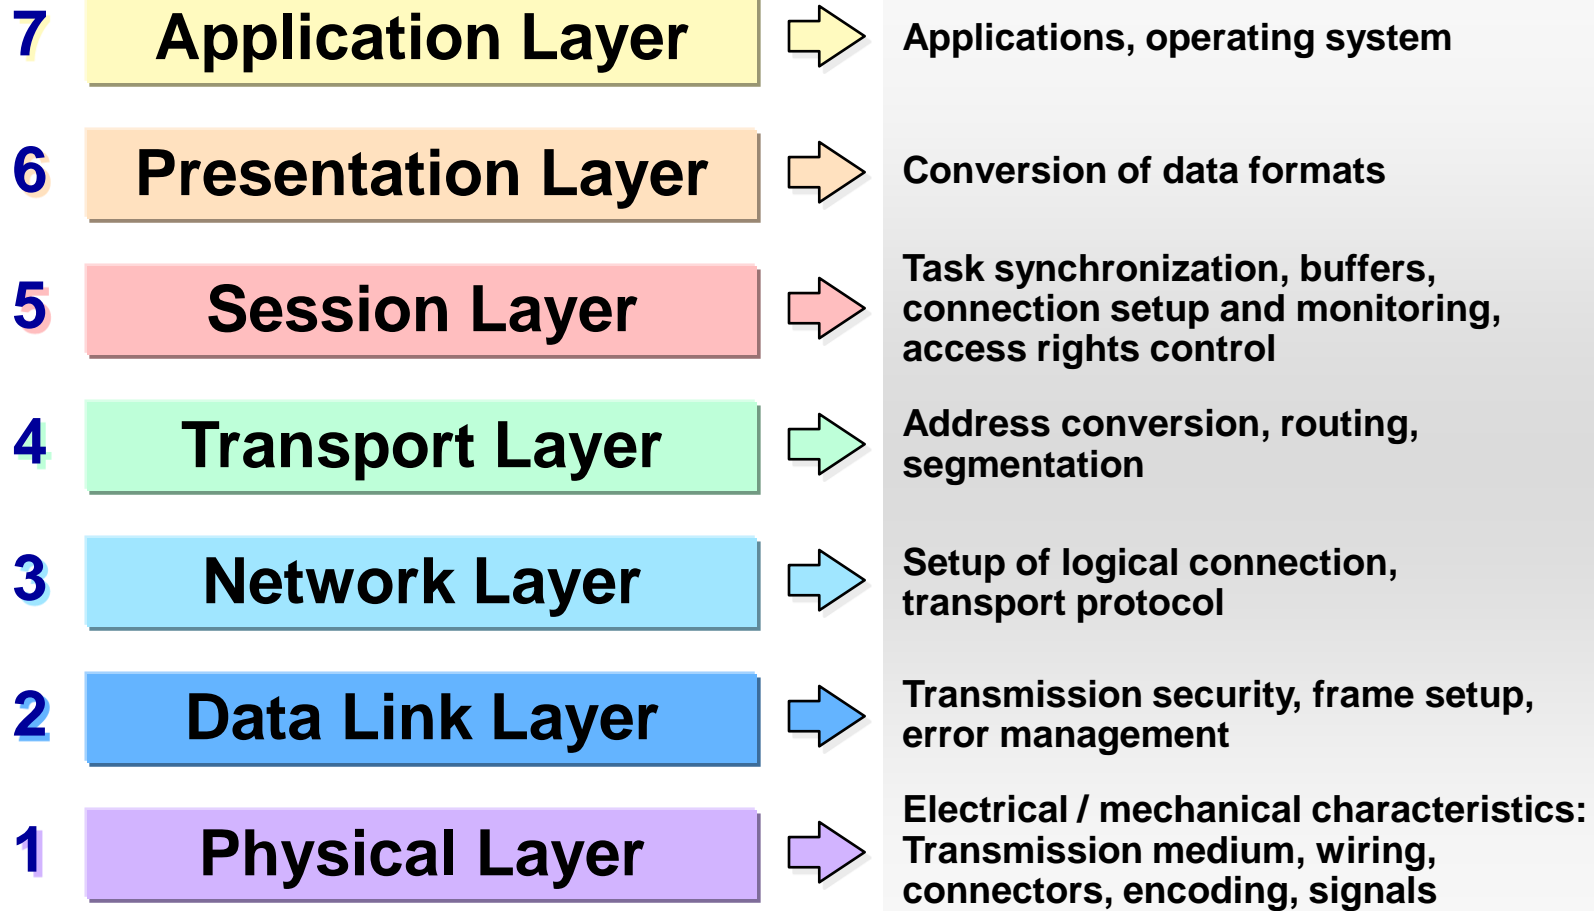 7 Application Layer Applications, operating system
6 Presentation Layer Conversion of data formats
5 Session Layer Task synchronization, buffers,
connection setup and monitoring,
access rights control
4 Transport Layer Address conversion, routing,
segmentation
3 Network Layer Setup of logical connection,
transport protocol
2 Data Link Layer Transmission security, frame setup,
error management
1 Physical Layer Electrical / mechanical characteristics:
Transmission medium, wiring,
connectors, encoding, signals